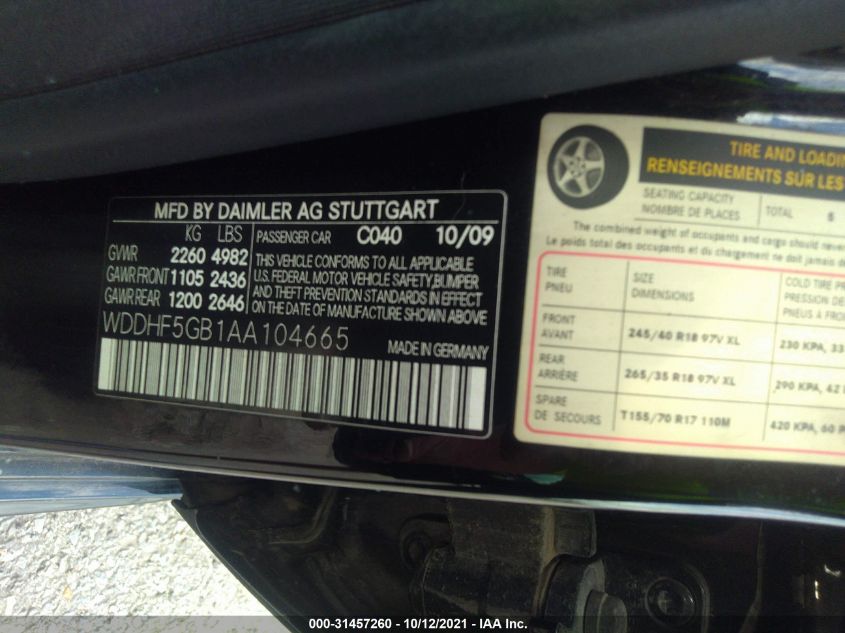 MFD BY DAIMLER AG STUTTGART
KG LBS PASSENGER CAR C040 10/09
GVWR 2260 4982
GAWR FRONT 1105 2436
GAWR REAR 1200 2646
THIS VEHICLE CONFORMS TO ALL APPLICABLE
U.S. FEDERAL MOTOR VEHICLE SAFETY, BUMPER
AND THEFT PREVENTION STANDARDS IN EFFECT
ON THE DATE OF MANUFACTURE SHOWN ABOVE
WDDHF5GB1AA104665
MADE IN GERMANY
TIRE AND LOADIN
RENSEIGNEMENTS SUR LES
SEATING CAPACITY
NOMBRE DE PLACES
TOTAL 5
The combined weight of occupants and cargo should never
Le poids total des occupants et du chargement ne doit jamais
TIRE
PNEU
SIZE
DIMENSIONS
COLD TIRE
PRESSION
PNEUS À
FRONT
AVANT
245/40 R18 97V XL
230 KPA, 33
REAR
ARRIÈRE
265/35 R18 97V XL
290 KPA, 42
SPARE
DE SECOURS
T155/70 R17 110M
420 KPA, 60
000-31457260 - 10/12/2021 - IAA Inc.